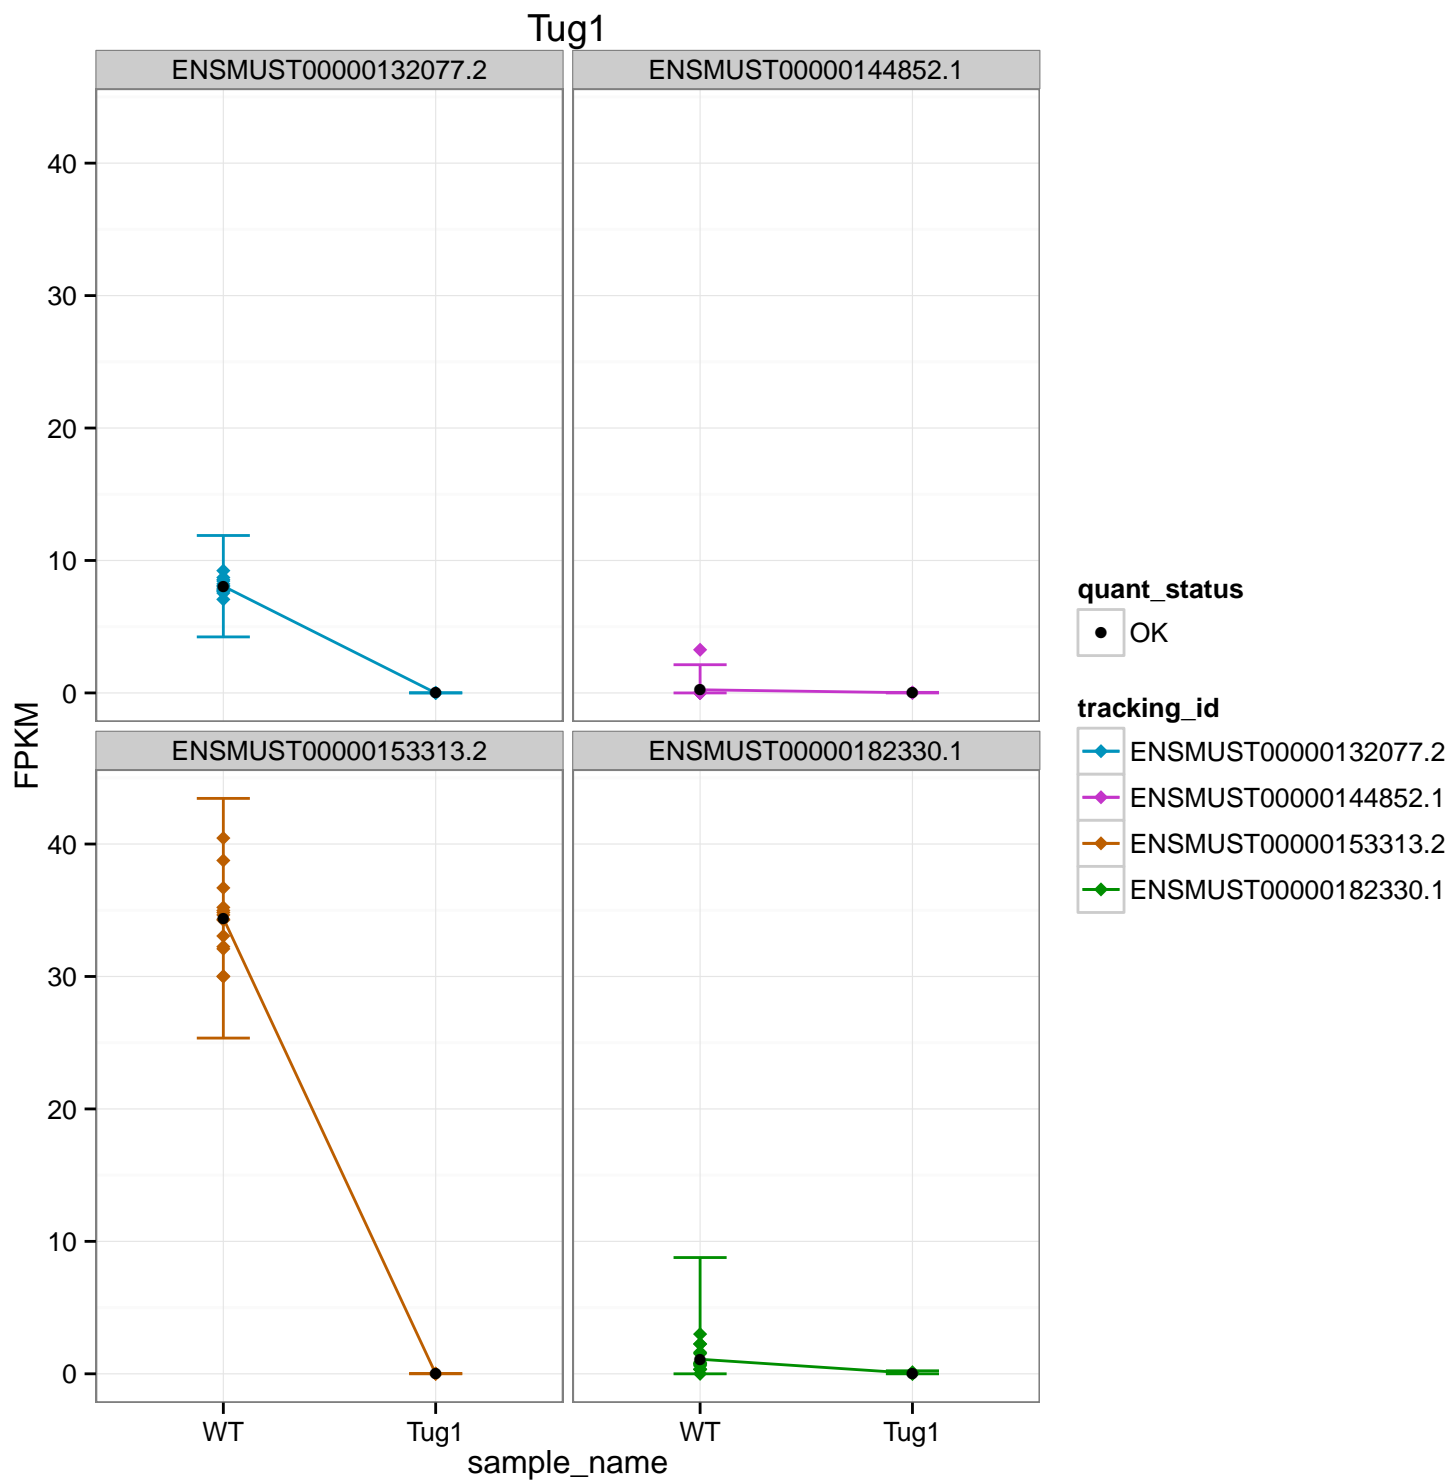 Tug1
ENSMUST00000132077.2
ENSMUST00000144852.1
40
30
20
10
0
FPKM
ENSMUST00000153313.2
ENSMUST00000182330.1
40
30
20
10
0
WT
Tug1
WT
Tug1
sample_name
quant_status
OK
tracking_id
ENSMUST00000132077.2
ENSMUST00000144852.1
ENSMUST00000153313.2
ENSMUST00000182330.1